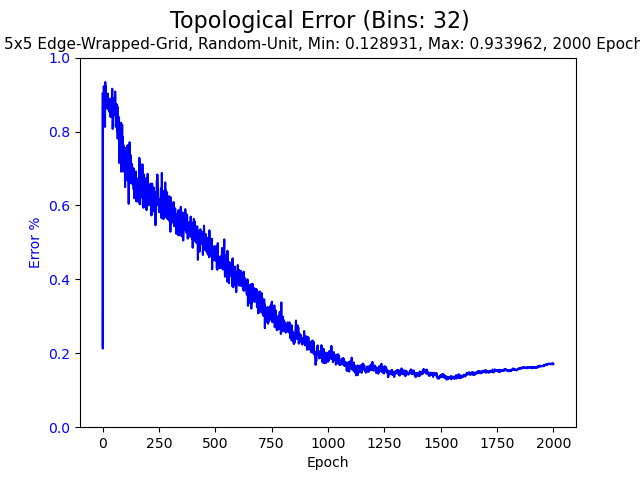 Topological Error (Bins: 32)
5x5 Edge-Wrapped-Grid, Random-Unit, Min: 0.128931, Max: 0.933962, 2000 Epoch
1.0
0.8
0.6
0.4
0.2
0.0
Error %
0 250 500 750 1000 1250 1500 1750 2000
Epoch